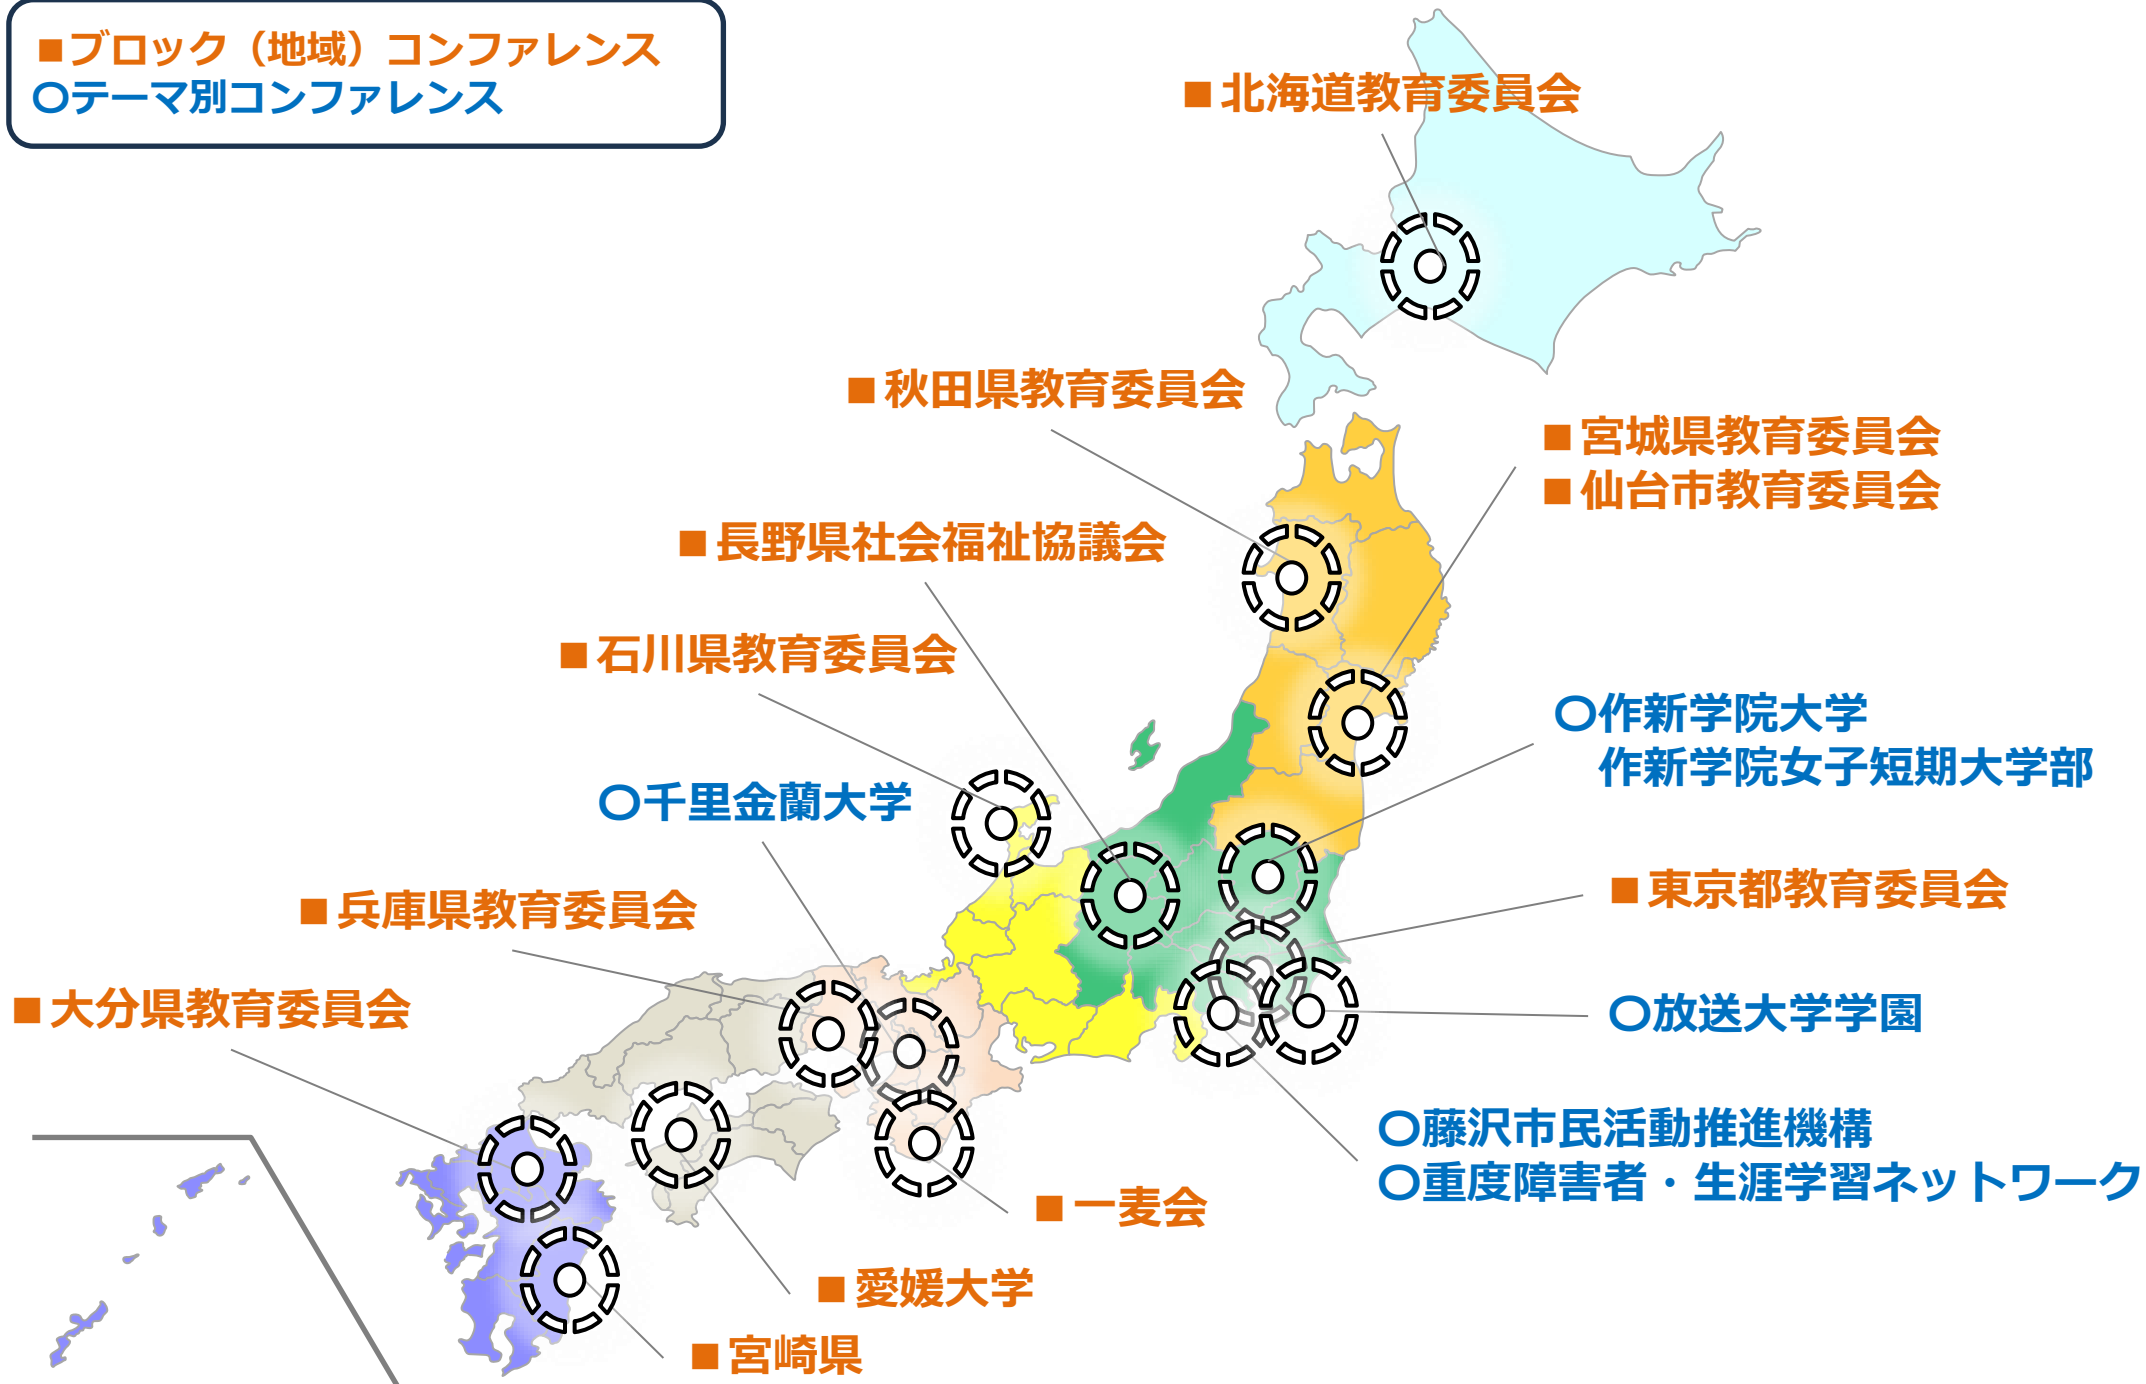 ■ブロック（地域）コンファレンス
〇テーマ別コンファレンス
■北海道教育委員会
■秋田県教育委員会
■宮城県教育委員会
■仙台市教育委員会
■長野県社会福祉協議会
■石川県教育委員会
〇作新学院大学
作新学院女子短期大学部
〇千里金蘭大学
■東京都教育委員会
■兵庫県教育委員会
■大分県教育委員会
〇放送大学学園
〇藤沢市民活動推進機構
〇重度障害者・生涯学習ネットワーク
■一麦会
■愛媛大学
■宮崎県